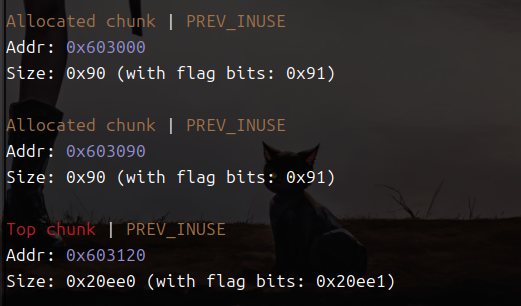 Allocated chunk | PREV_INUSE
Addr: 0x603000
Size: 0x90 (with flag bits: 0x91)
Allocated chunk | PREV_INUSE
Addr: 0x603090
Size: 0x90 (with flag bits: 0x91)
Top chunk | PREV_INUSE
Addr: 0x603120
Size: 0x20ee0 (with flag bits: 0x20ee1)